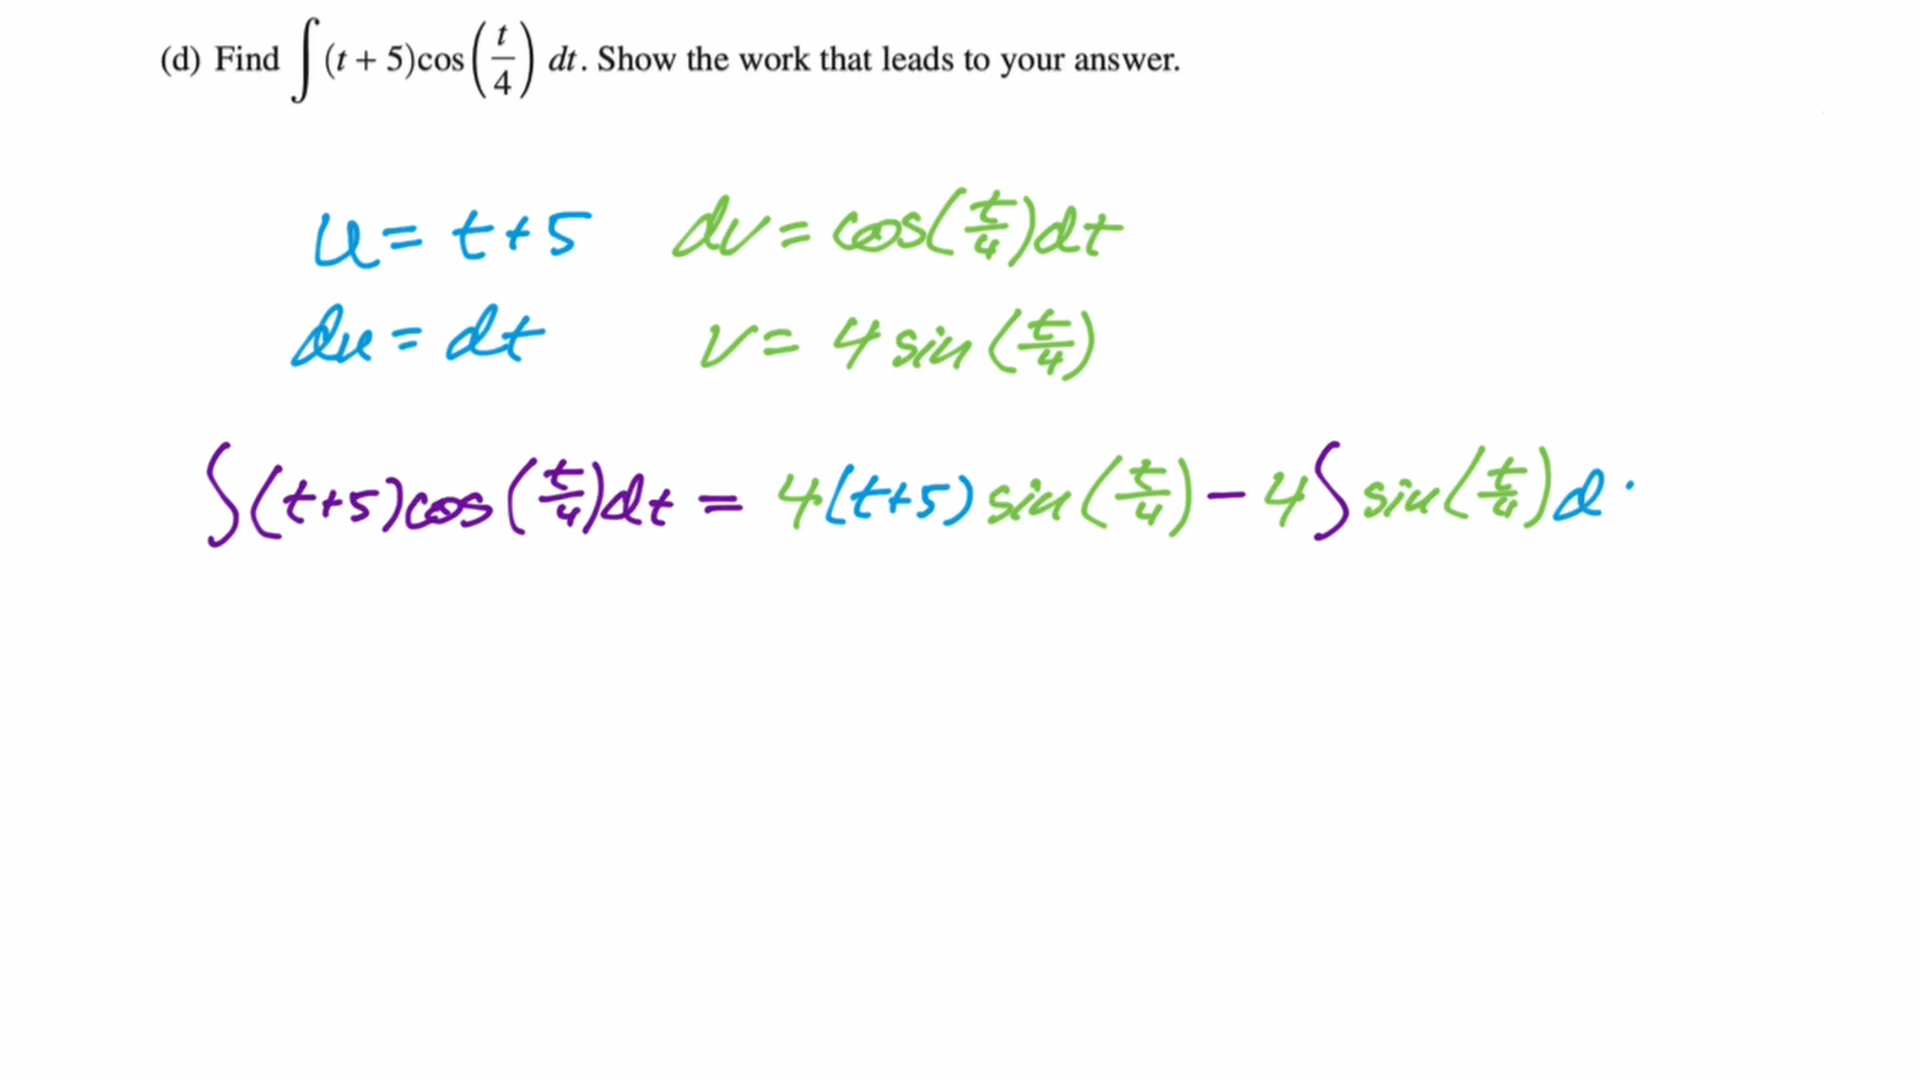 (d) Find ∫(t + 5)cos(t/4) dt. Show the work that leads to your answer.
u = t+5 dv = cos(t/4)dt
du = dt v = 4 sin(t/4)
∫(t+5)cos(t/4)dt = 4(t+5) sin(t/4) - 4∫ sin(t/4)d